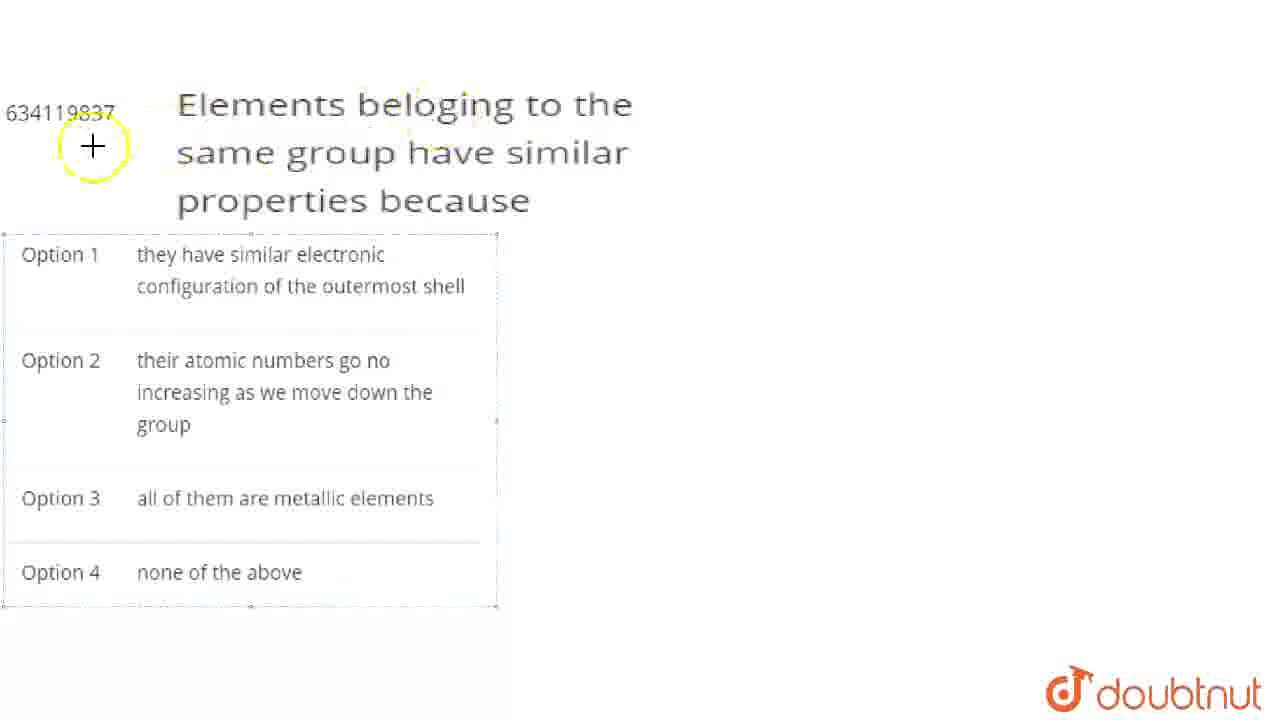 634119837
Elements beloging to the
same group have similar
properties because
Option 1 they have similar electronic
configuration of the outermost shell
Option 2 their atomic numbers go no
increasing as we move down the
group
Option 3 all of them are metallic elements
Option 4 none of the above
doubtnut